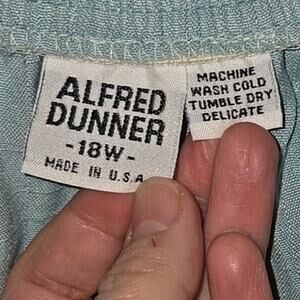 ALFRED
DUNNER
-18W-
MADE IN U.S.A
MACHINE
WASH COLD
TUMBLE DRY
DELICATE